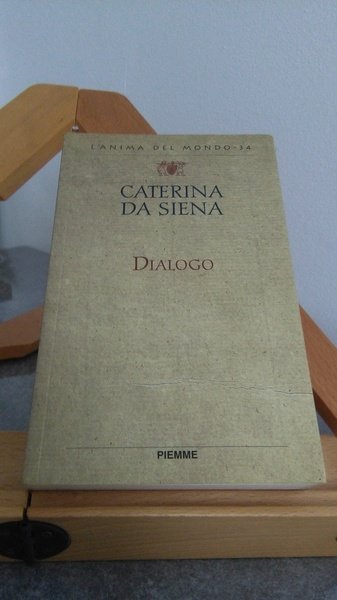 L'ANIMA DEL MONDO·34
CATERINA
DA SIENA
DIALOGO
PIEMME